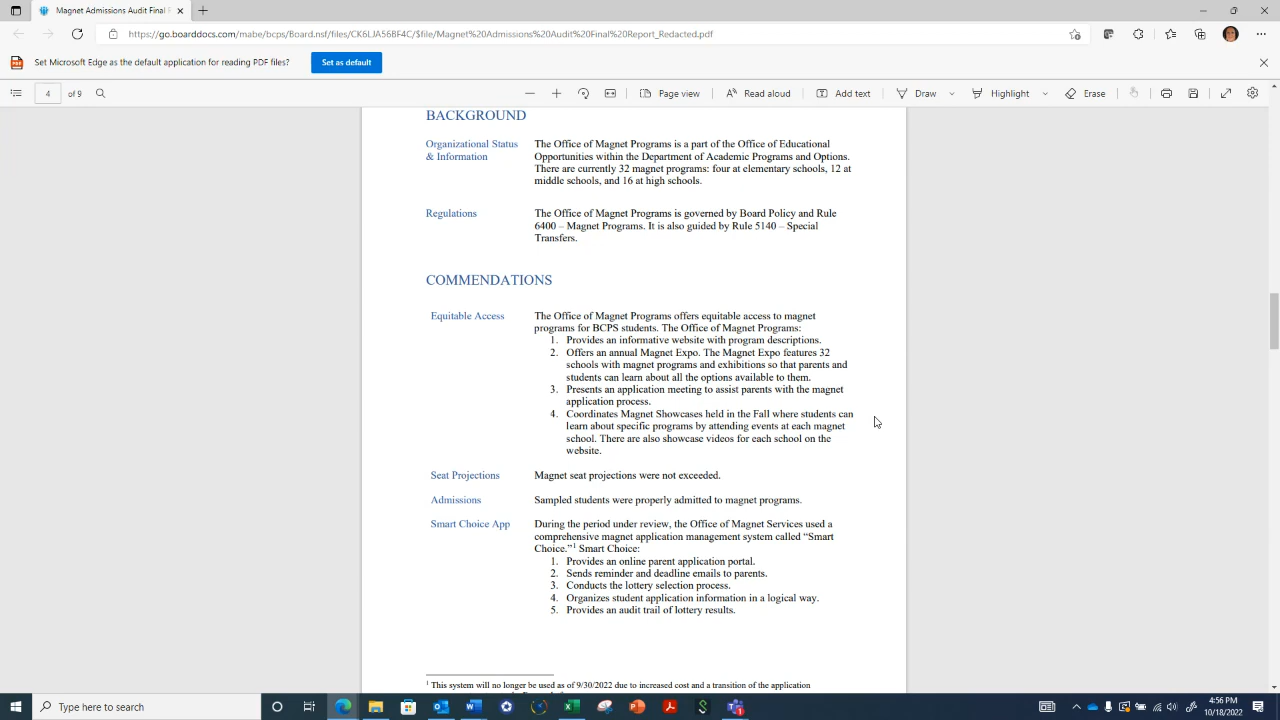 Magnet Admissions Audit Final R
https://go.boarddocs.com/mabe/bcps/Board.nsf/files/CK6LJA56BF4C/$file/Magnet%20Admissions%20Audit%20Final%20Report_Redacted.pdf
Set Microsoft Edge as the default application for reading PDF files?
Set as default
4
of 9
Page view
Read aloud
Add text
Draw
Highlight
Erase
BACKGROUND
Organizational Status
& Information
The Office of Magnet Programs is a part of the Office of Educational
Opportunities within the Department of Academic Programs and Options.
There are currently 32 magnet programs: four at elementary schools, 12 at
middle schools, and 16 at high schools.
Regulations
The Office of Magnet Programs is governed by Board Policy and Rule
6400 – Magnet Programs. It is also guided by Rule 5140 – Special
Transfers.
COMMENDATIONS
Equitable Access
The Office of Magnet Programs offers equitable access to magnet
programs for BCPS students. The Office of Magnet Programs:
1. Provides an informative website with program descriptions.
2. Offers an annual Magnet Expo. The Magnet Expo features 32
schools with magnet programs and exhibitions so that parents and
students can learn about all the options available to them.
3. Presents an application meeting to assist parents with the magnet
application process.
4. Coordinates Magnet Showcases held in the Fall where students can
learn about specific programs by attending events at each magnet
school. There are also showcase videos for each school on the
website.
Seat Projections
Magnet seat projections were not exceeded.
Admissions
Sampled students were properly admitted to magnet programs.
Smart Choice App
During the period under review, the Office of Magnet Services used a
comprehensive magnet application management system called “Smart
Choice.”1 Smart Choice:
1. Provides an online parent application portal.
2. Sends reminder and deadline emails to parents.
3. Conducts the lottery selection process.
4. Organizes student application information in a logical way.
5. Provides an audit trail of lottery results.
1 This system will no longer be used as of 9/30/2022 due to increased cost and a transition of the application
Type here to search
4:56 PM
10/18/2022